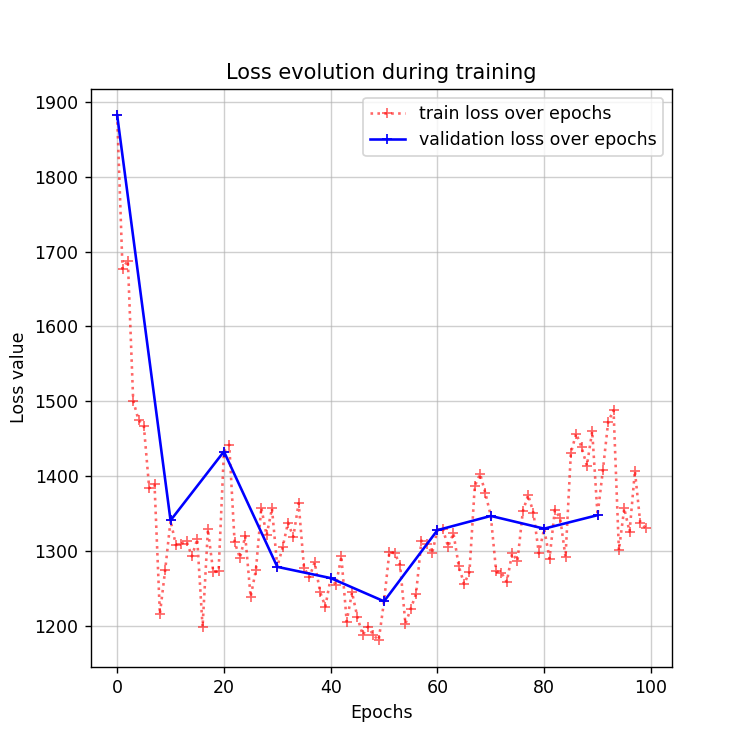 Loss evolution during training
train loss over epochs
validation loss over epochs
Loss value
1900
1800
1700
1600
1500
1400
1300
1200
0 20 40 60 80 100
Epochs